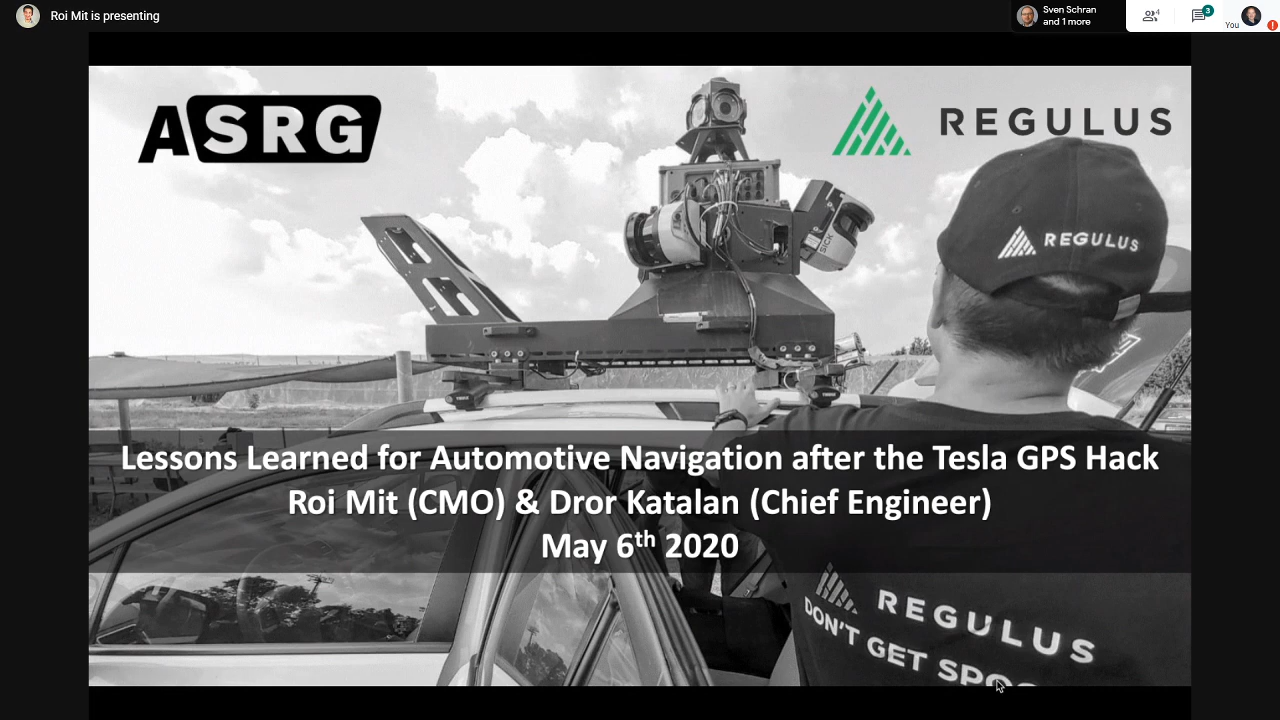 Roi Mit is presenting
Sven Schran
and 1 more
4
3
You
ASRG
REGULUS
REGULUS
SICK
Lessons Learned for Automotive Navigation after the Tesla GPS Hack
Roi Mit (CMO) & Dror Katalan (Chief Engineer)
May 6th 2020
REGULUS
DON'T GET SPOO